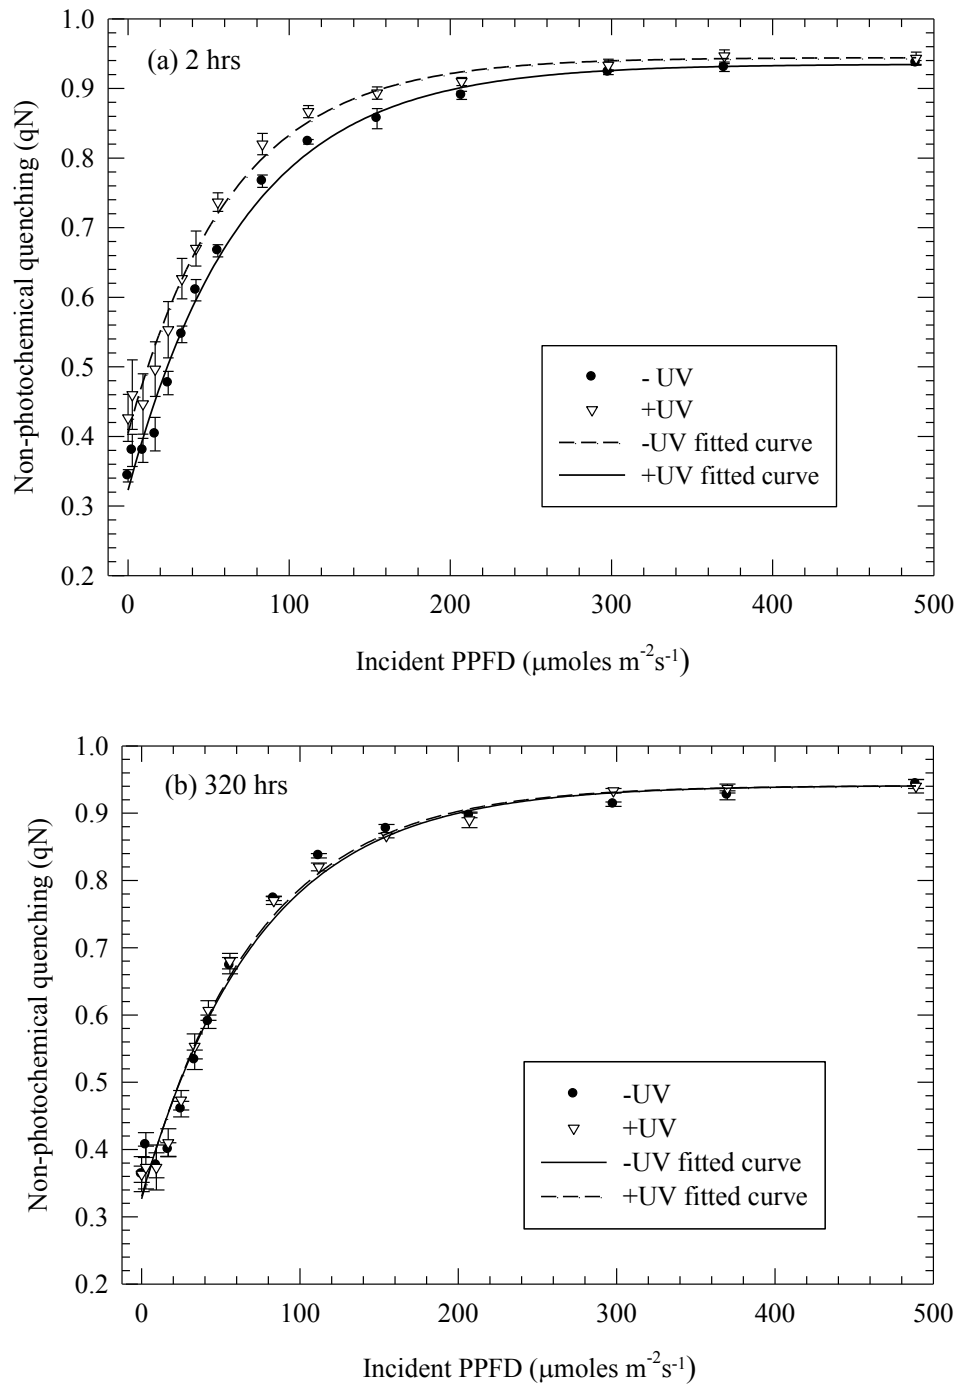 (a) 2 hrs
1.0
0.9
0.8
0.7
0.6
0.5
0.4
0.3
0.2
Non-photochemical quenching (qN)
- UV
+UV
-UV fitted curve
+UV fitted curve
0 100 200 300 400 500
Incident PPFD (μmoles m⁻²s⁻¹)
(b) 320 hrs
1.0
0.9
0.8
0.7
0.6
0.5
0.4
0.3
0.2
Non-photochemical quenching (qN)
-UV
+UV
-UV fitted curve
+UV fitted curve
0 100 200 300 400 500
Incident PPFD (μmoles m⁻²s⁻¹)